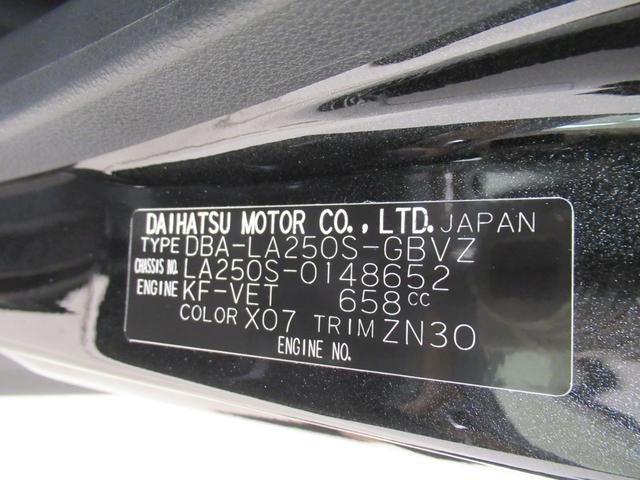 DAIHATSU MOTOR CO., LTD. JAPAN
TYPE DBA-LA250S-GBVZ
CHASSIS NO. LA250S-0148652
ENGINE KF-VET 658cc
COLOR X07 TRIM ZN30
ENGINE NO.